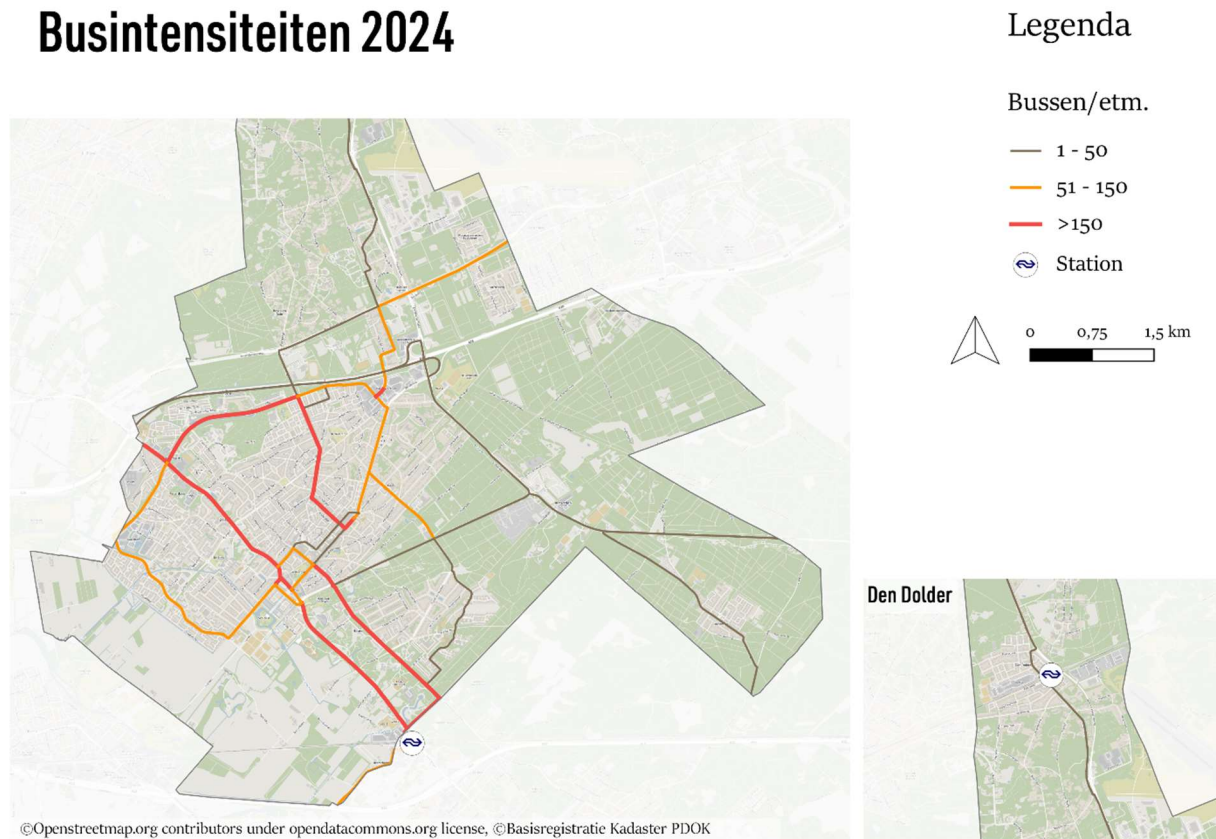 Busintensiteiten 2024
Legenda
Bussen/etm.
1 - 50
51 - 150
>150
Station
0 0,75 1,5 km
Den Dolder
©Openstreetmap.org contributors under opendatacommons.org license, ©Basisregistratie Kadaster PDOK